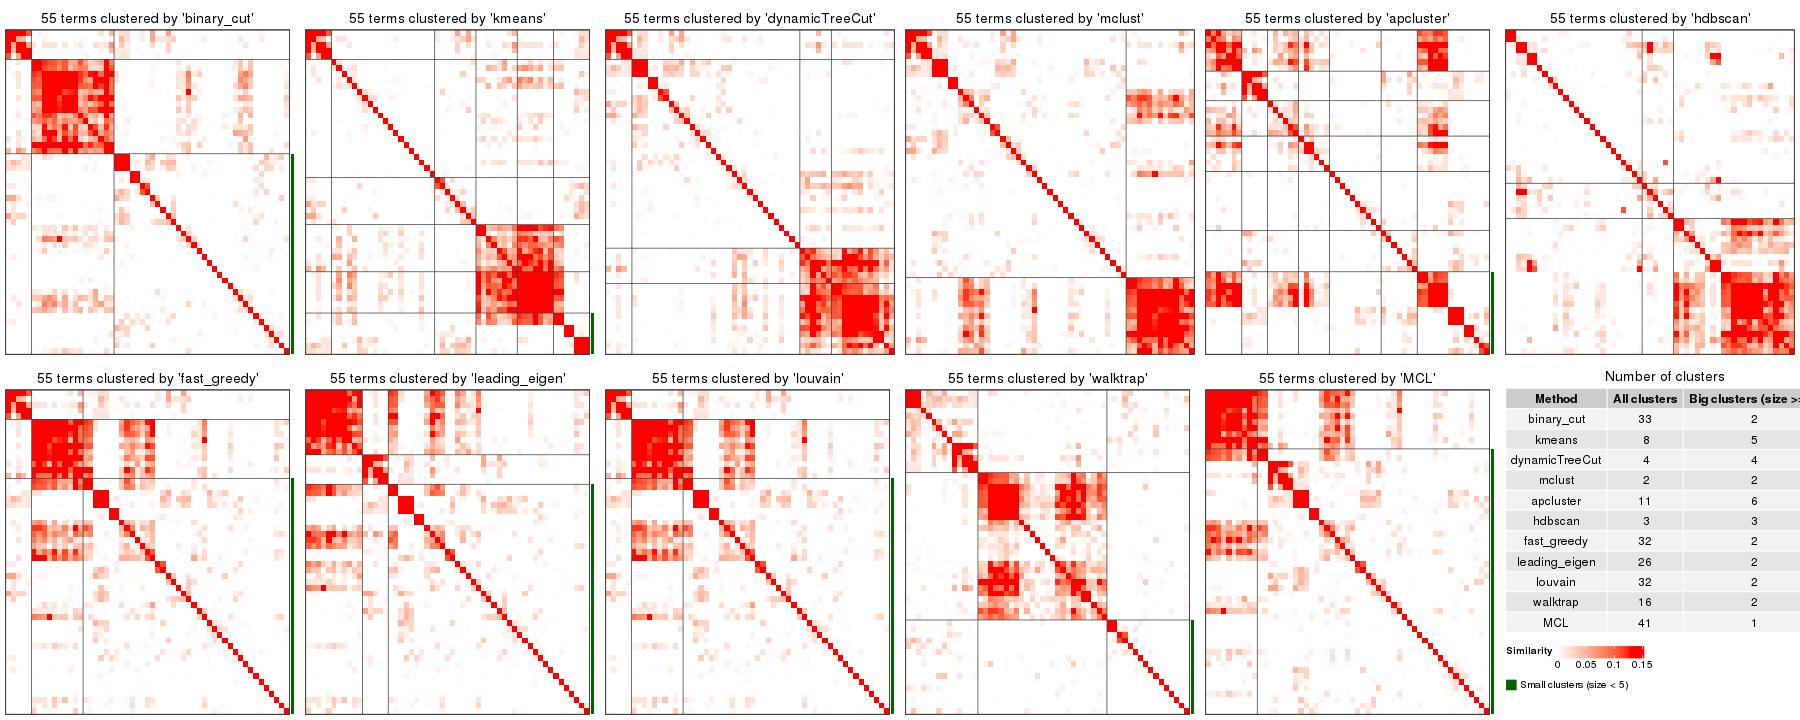 55 terms clustered by 'binary_cut'
55 terms clustered by 'kmeans'
55 terms clustered by 'dynamicTreeCut'
55 terms clustered by 'mclust'
55 terms clustered by 'apcluster'
55 terms clustered by 'hdbscan'
55 terms clustered by 'fast_greedy'
55 terms clustered by 'leading_eigen'
55 terms clustered by 'louvain'
55 terms clustered by 'walktrap'
55 terms clustered by 'MCL'
Number of clusters
Method All clusters Big clusters (size >
binary_cut 33 2
kmeans 8 5
dynamicTreeCut 4 4
mclust 2 2
apcluster 11 6
hdbscan 3 3
fast_greedy 32 2
leading_eigen 26 2
louvain 32 2
walktrap 16 2
MCL 41 1
Similarity
0 0.05 0.1 0.15
Small clusters (size < 5)